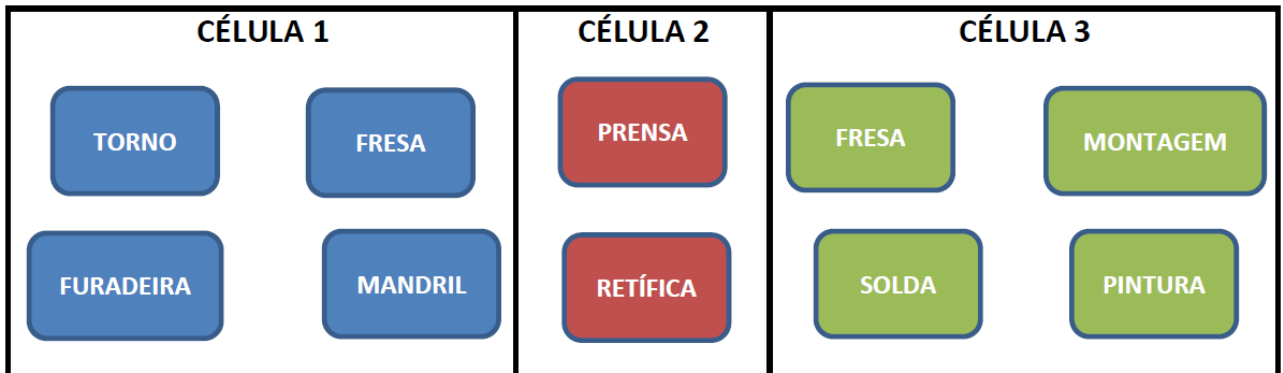 CÉLULA 1
TORNO
FRESA
FURADEIRA
MANDRIL
CÉLULA 2
PRENSA
RETÍFICA
CÉLULA 3
FRESA
MONTAGEM
SOLDA
PINTURA